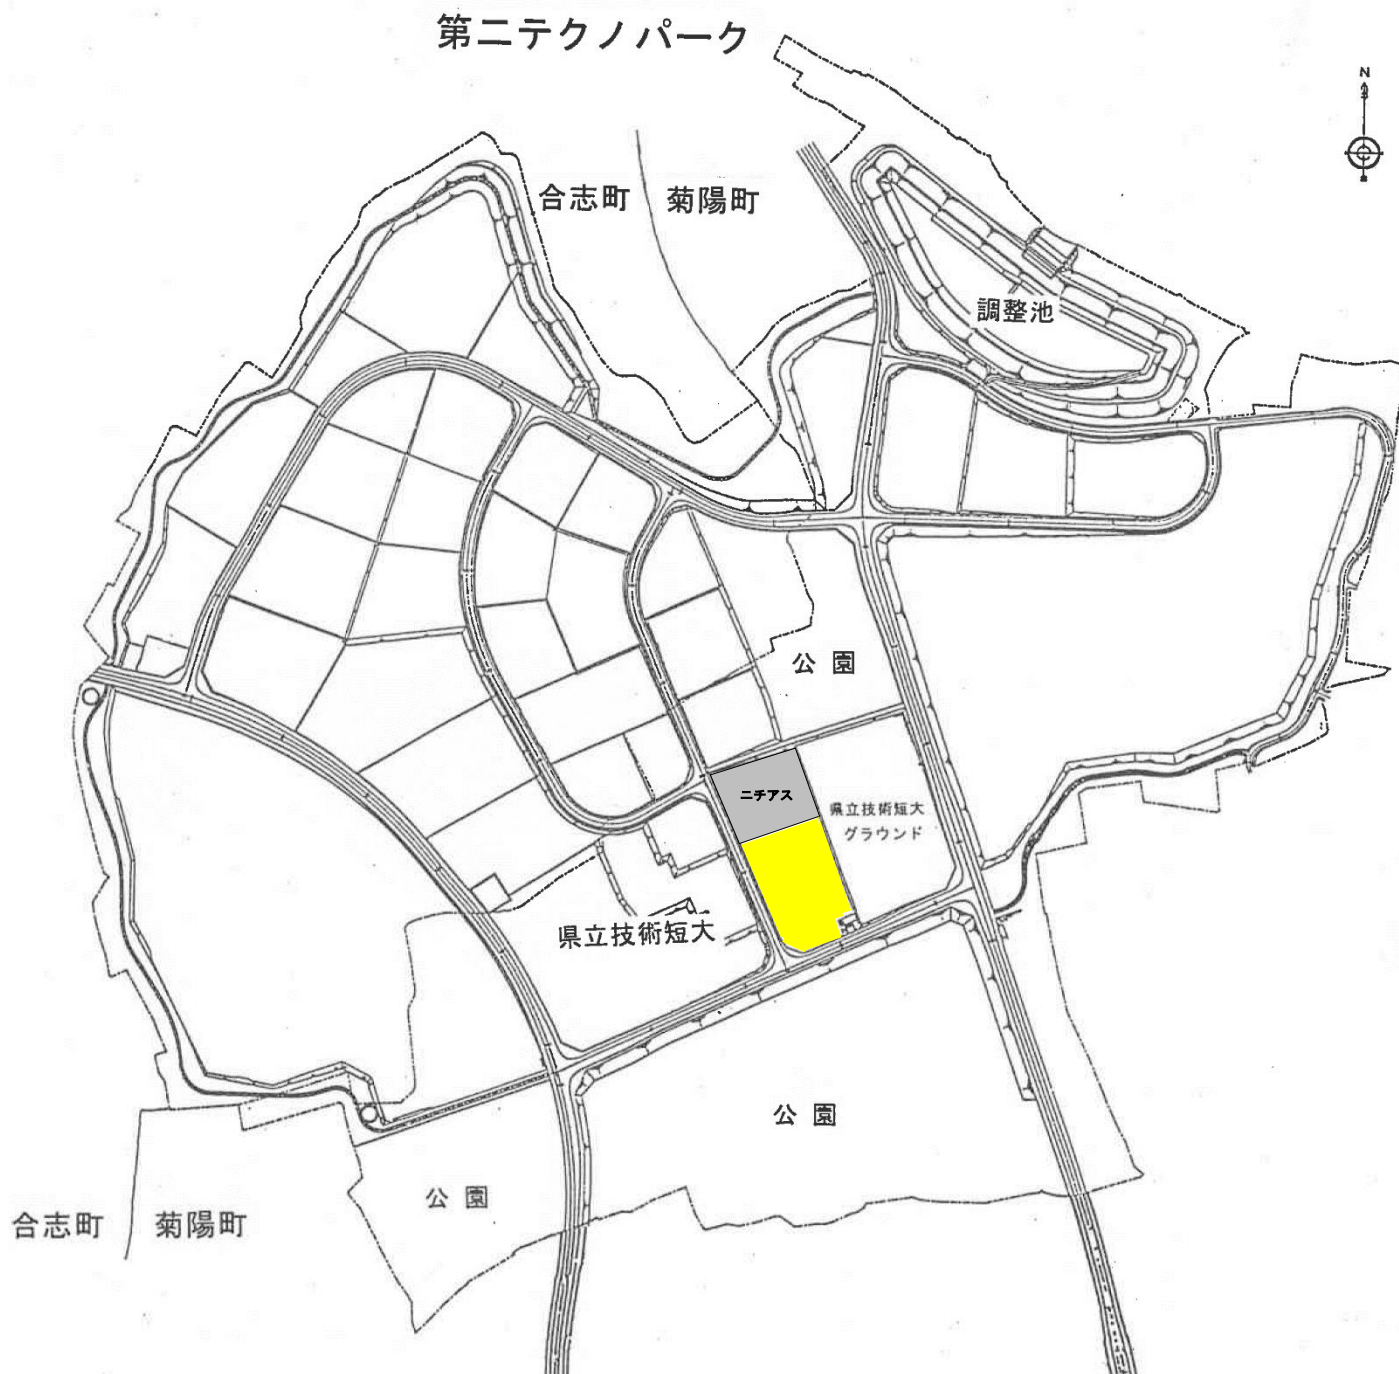 第二テクノパーク
N
合志町 菊陽町
調整池
公園
ニチアス
県立技術短大
グラウンド
県立技術短大
公園
公園
合志町 菊陽町